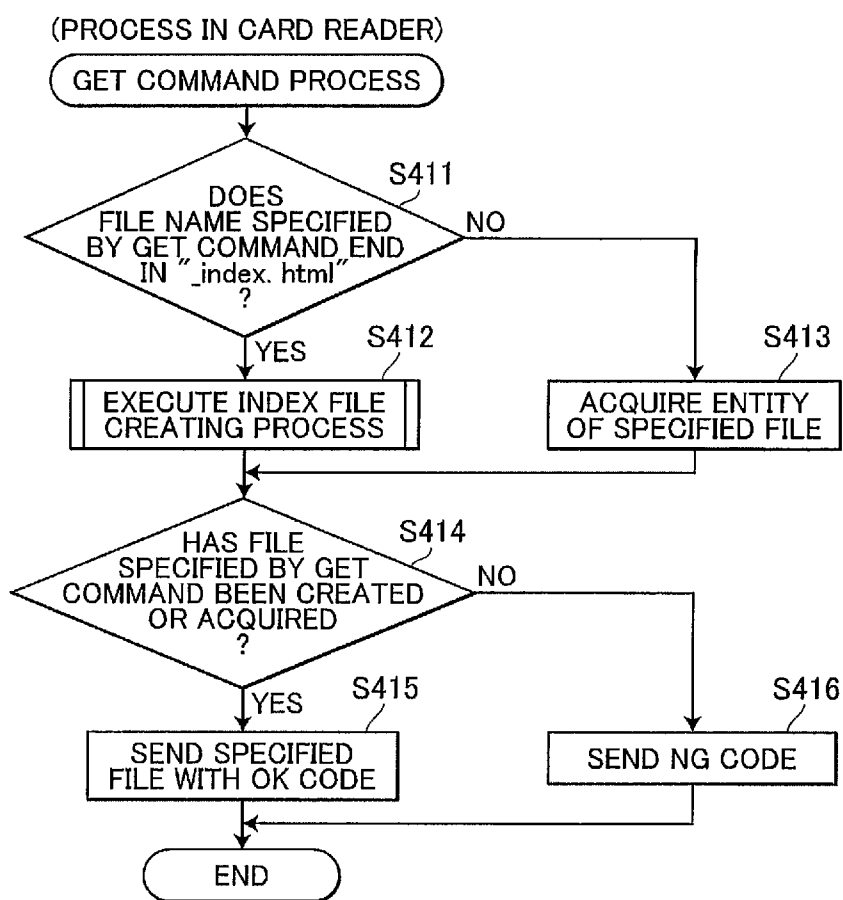 (PROCESS IN CARD READER)
GET COMMAND PROCESS
S411
DOES
FILE NAME SPECIFIED
BY GET COMMAND END
IN "_index. html"
?
NO
YES
S412
S413
EXECUTE INDEX FILE
CREATING PROCESS
ACQUIRE ENTITY
OF SPECIFIED FILE
S414
HAS FILE
SPECIFIED BY GET
COMMAND BEEN CREATED
OR ACQUIRED
?
NO
YES
S415
S416
SEND SPECIFIED
FILE WITH OK CODE
SEND NG CODE
END